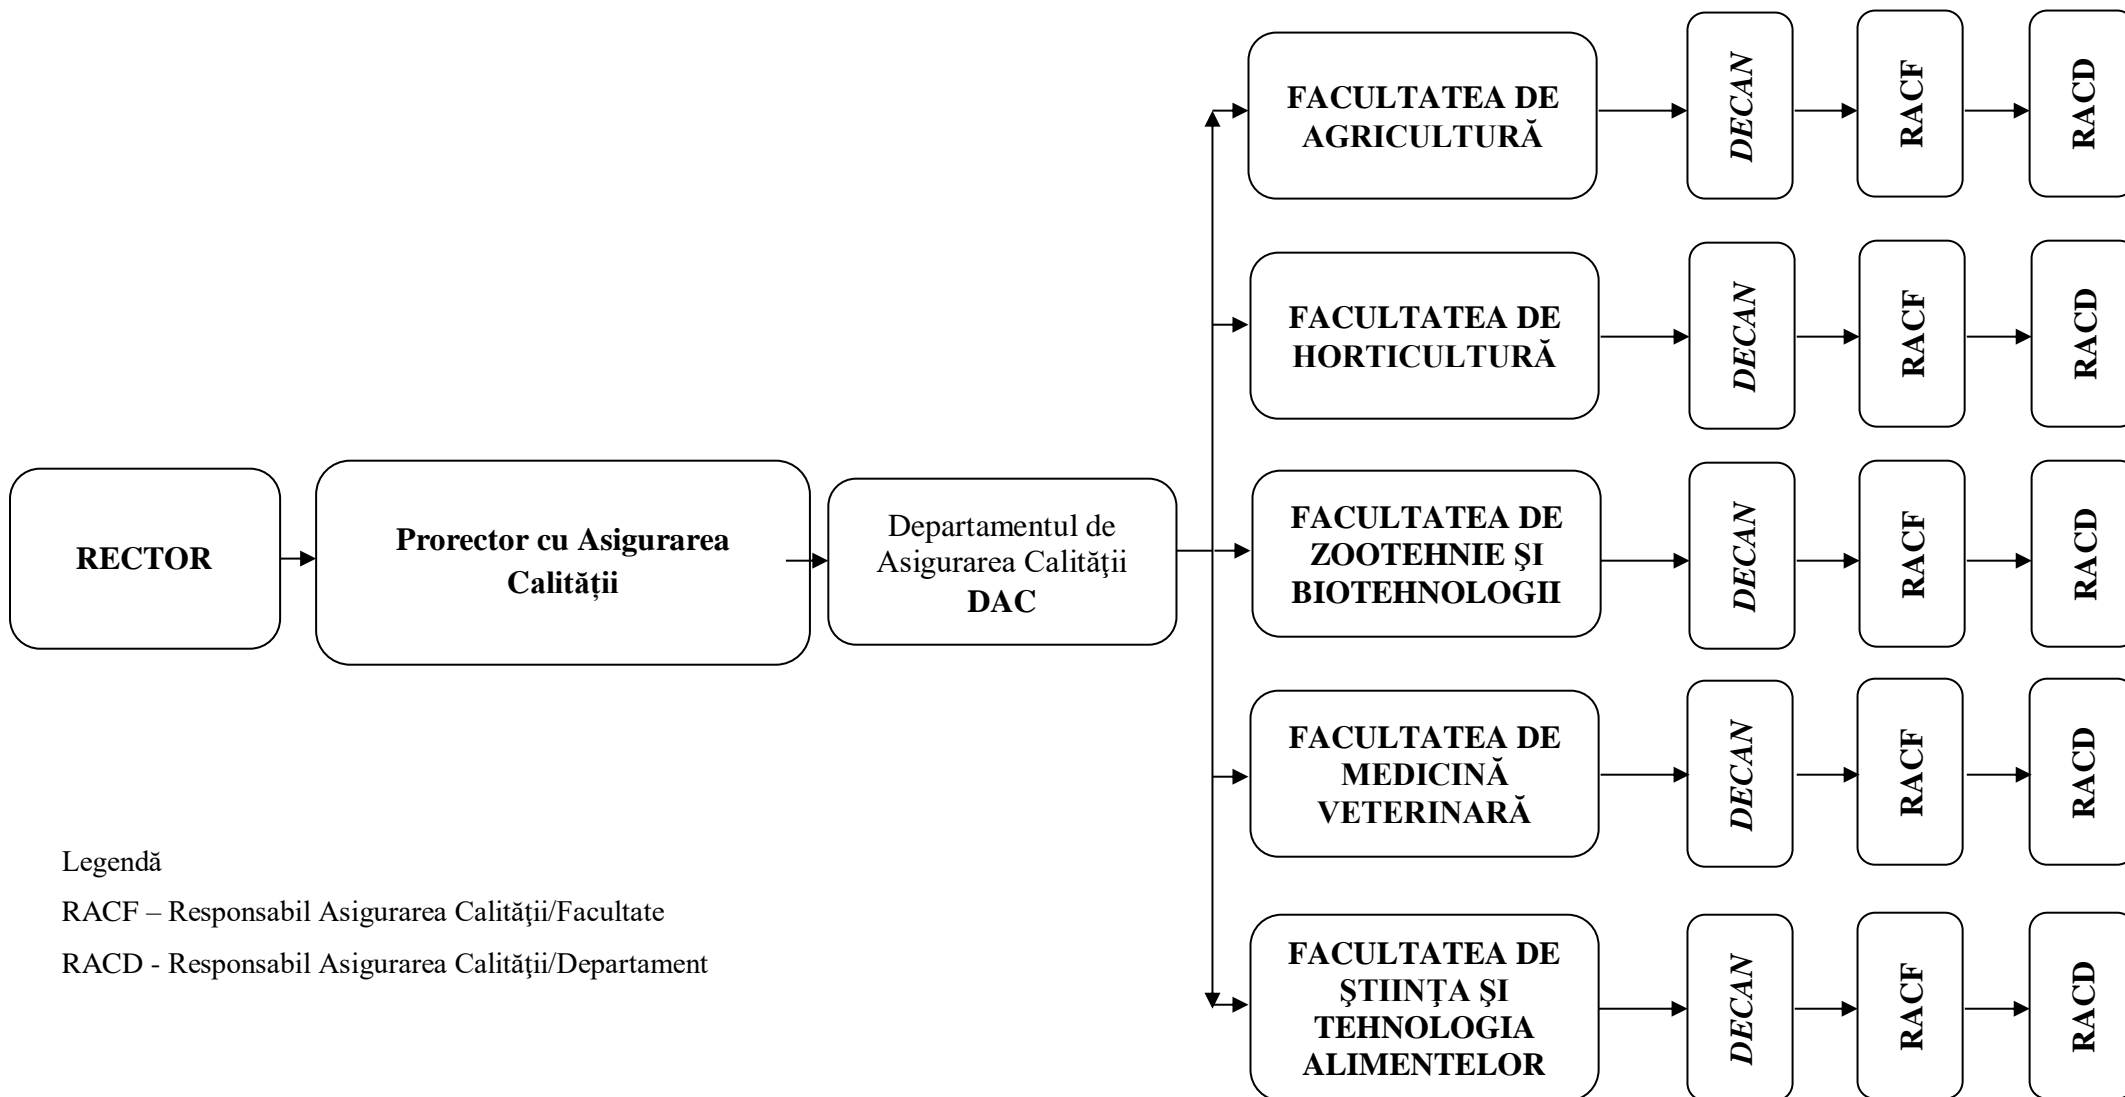 FACULTATEA DE
AGRICULTURĂ
DECAN
RACF
RACD
FACULTATEA DE
HORTICULTURĂ
DECAN
RACF
RACD
RECTOR
Prorector cu Asigurarea
Calității
Departamentul de
Asigurarea Calităţii
DAC
FACULTATEA DE
ZOOTEHNIE ŞI
BIOTEHNOLOGII
DECAN
RACF
RACD
FACULTATEA DE
MEDICINĂ
VETERINARĂ
DECAN
RACF
RACD
FACULTATEA DE
ŞTIINŢA ŞI
TEHNOLOGIA
ALIMENTELOR
DECAN
RACF
RACD
Legendă
RACF – Responsabil Asigurarea Calităţii/Facultate
RACD - Responsabil Asigurarea Calităţii/Departament